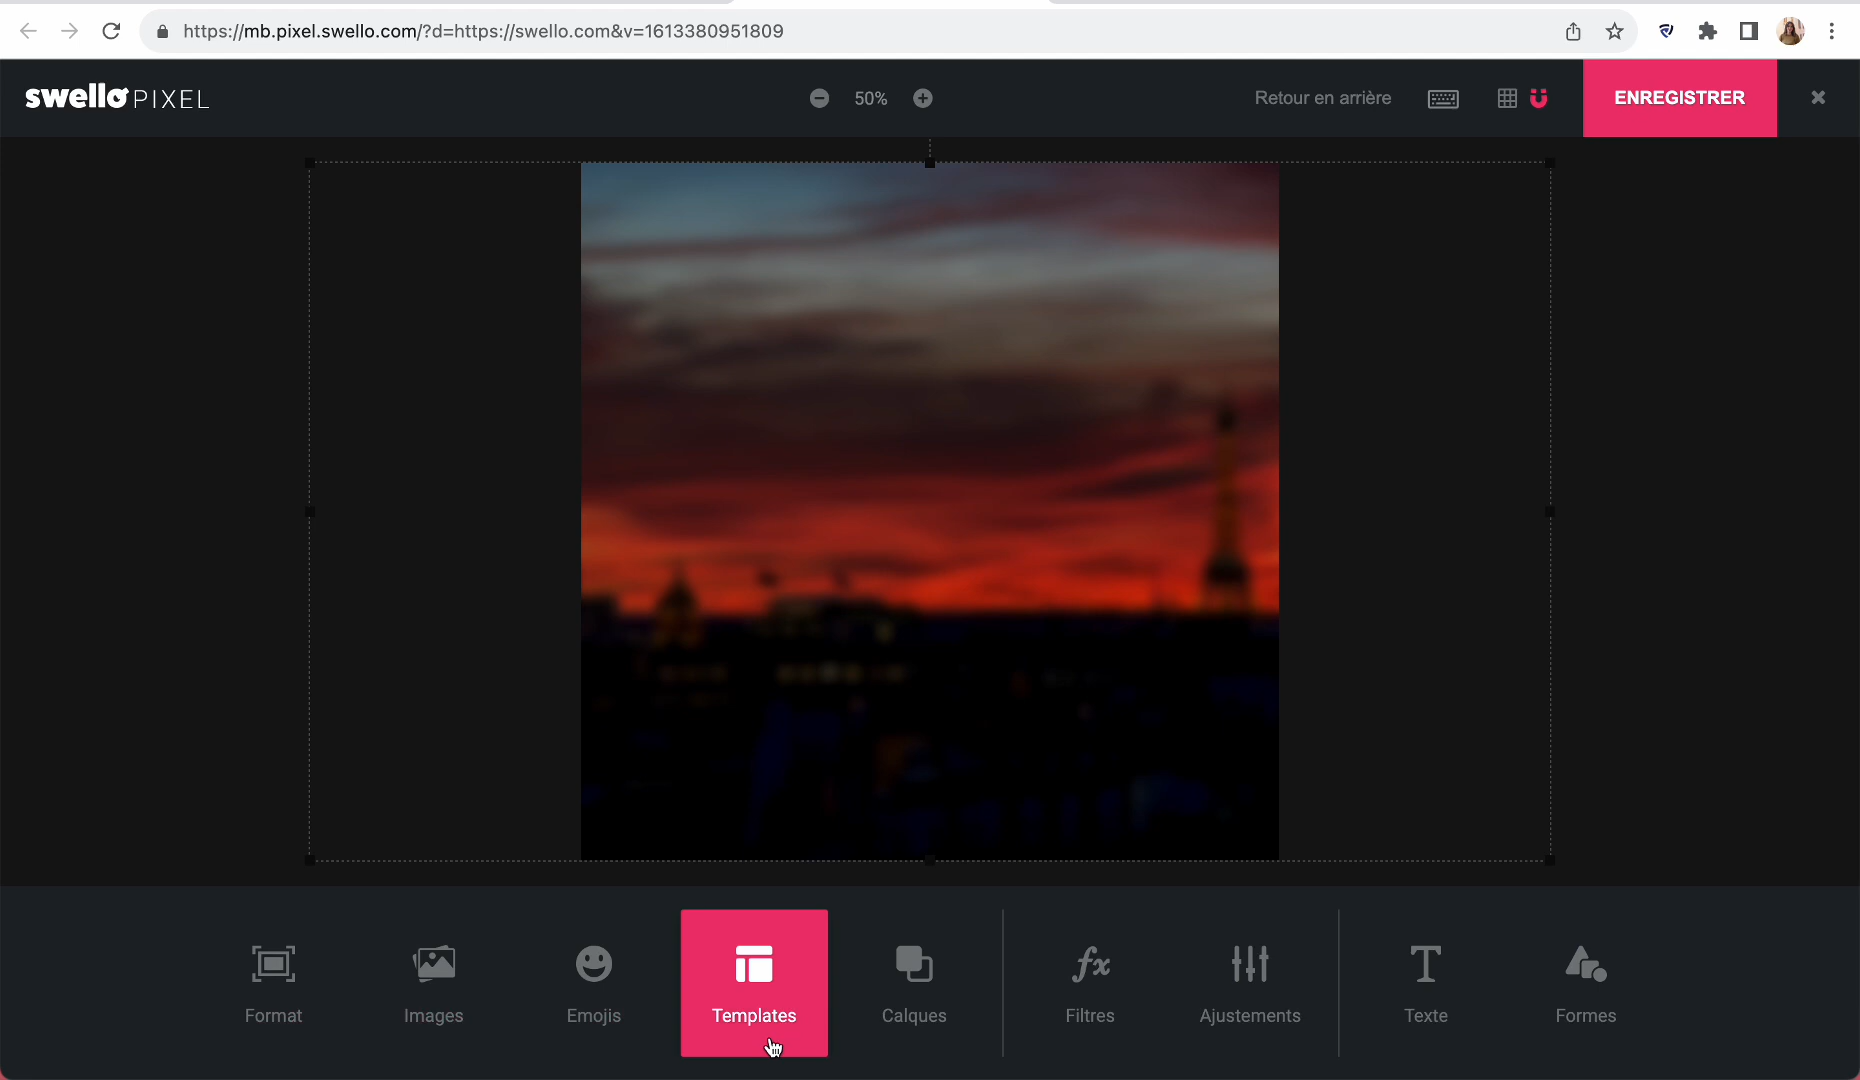 https://mb.pixel.swello.com/?d=https://swello.com&v=1613380951809
swello PIXEL
50%
Retour en arrière
ENREGISTRER
Format
Images
Emojis
Templates
Calques
fx
Filtres
Ajustements
T
Texte
Formes